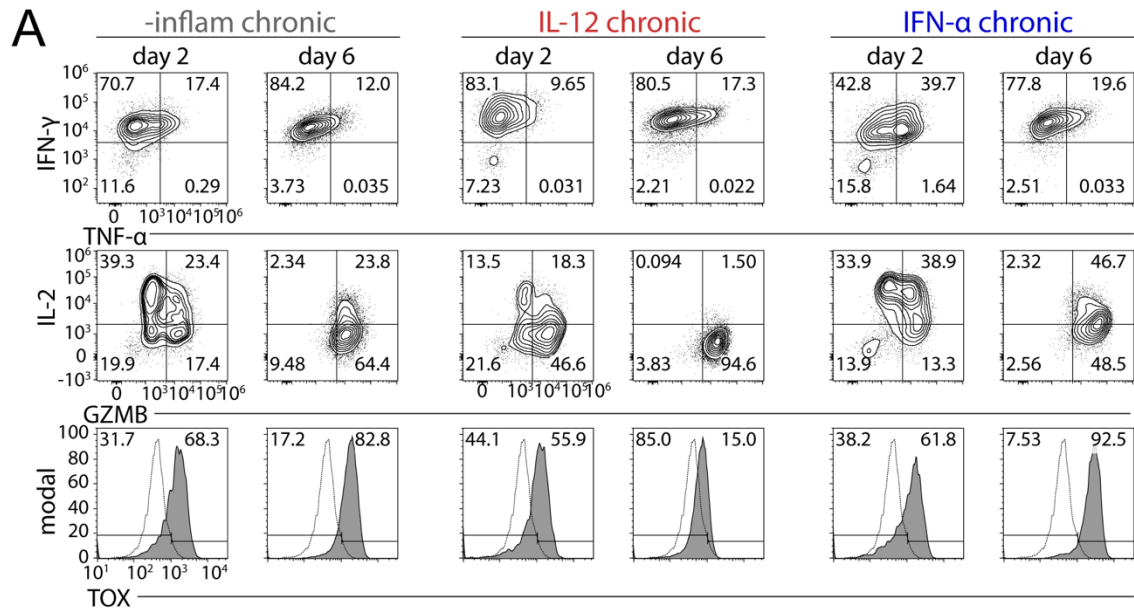 A
-inflam chronic IL-12 chronic IFN-α chronic
day 2 day 6 day 2 day 6 day 2 day 6
10⁶ 70.7 17.4 84.2 12.0 83.1 9.65 80.5 17.3 42.8 39.7 77.8 19.6
10⁵
IFN-γ 10⁴
10³
10² 11.6 0.29 3.73 0.035 7.23 0.031 2.21 0.022 15.8 1.64 2.51 0.033
0 10³10⁴10⁵10⁶
TNF-α
10⁶ 39.3 23.4 2.34 23.8 13.5 18.3 0.094 1.50 33.9 38.9 2.32 46.7
10⁵
IL-2 10⁴
10³
0
-10³ 19.9 17.4 9.48 64.4 21.6 46.6 3.83 94.6 13.9 13.3 2.56 48.5
0 10³10⁴10⁵10⁶ 0 10³10⁴10⁵10⁶
GZMB
100 31.7 68.3 17.2 82.8 44.1 55.9 85.0 15.0 38.2 61.8 7.53 92.5
80
modal 60
40
20
0
10¹ 10² 10³ 10⁴
TOX